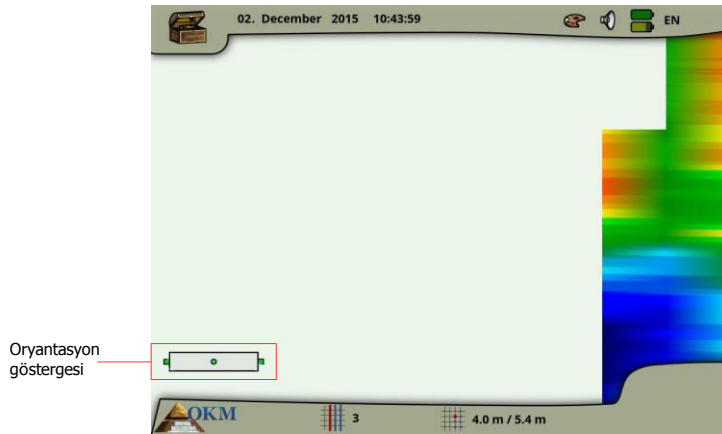 02. December 2015 10:43:59 EN
Oryantasyon
göstergesi
OKM 3 4.0 m / 5.4 m